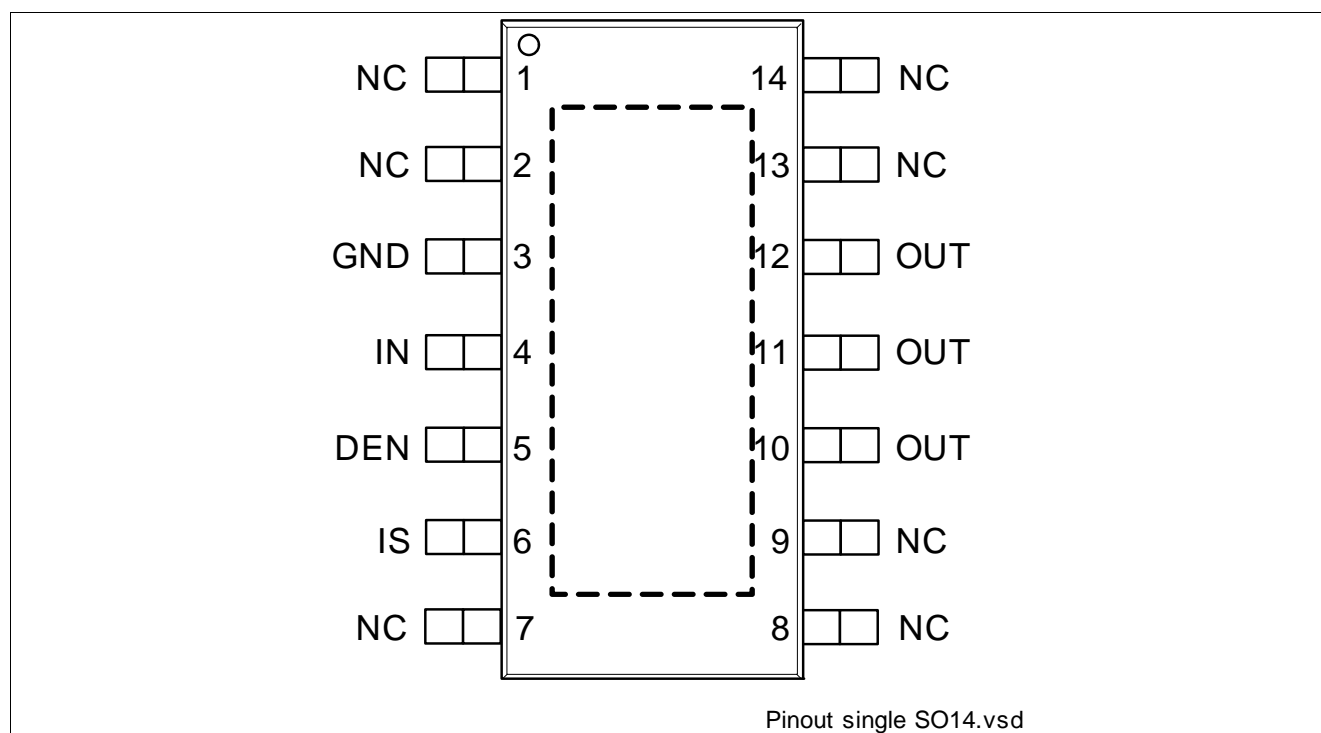 NC 1 14 NC
NC 2 13 NC
GND 3 12 OUT
IN 4 11 OUT
DEN 5 10 OUT
IS 6 9 NC
NC 7 8 NC
Pinout single SO14.vsd